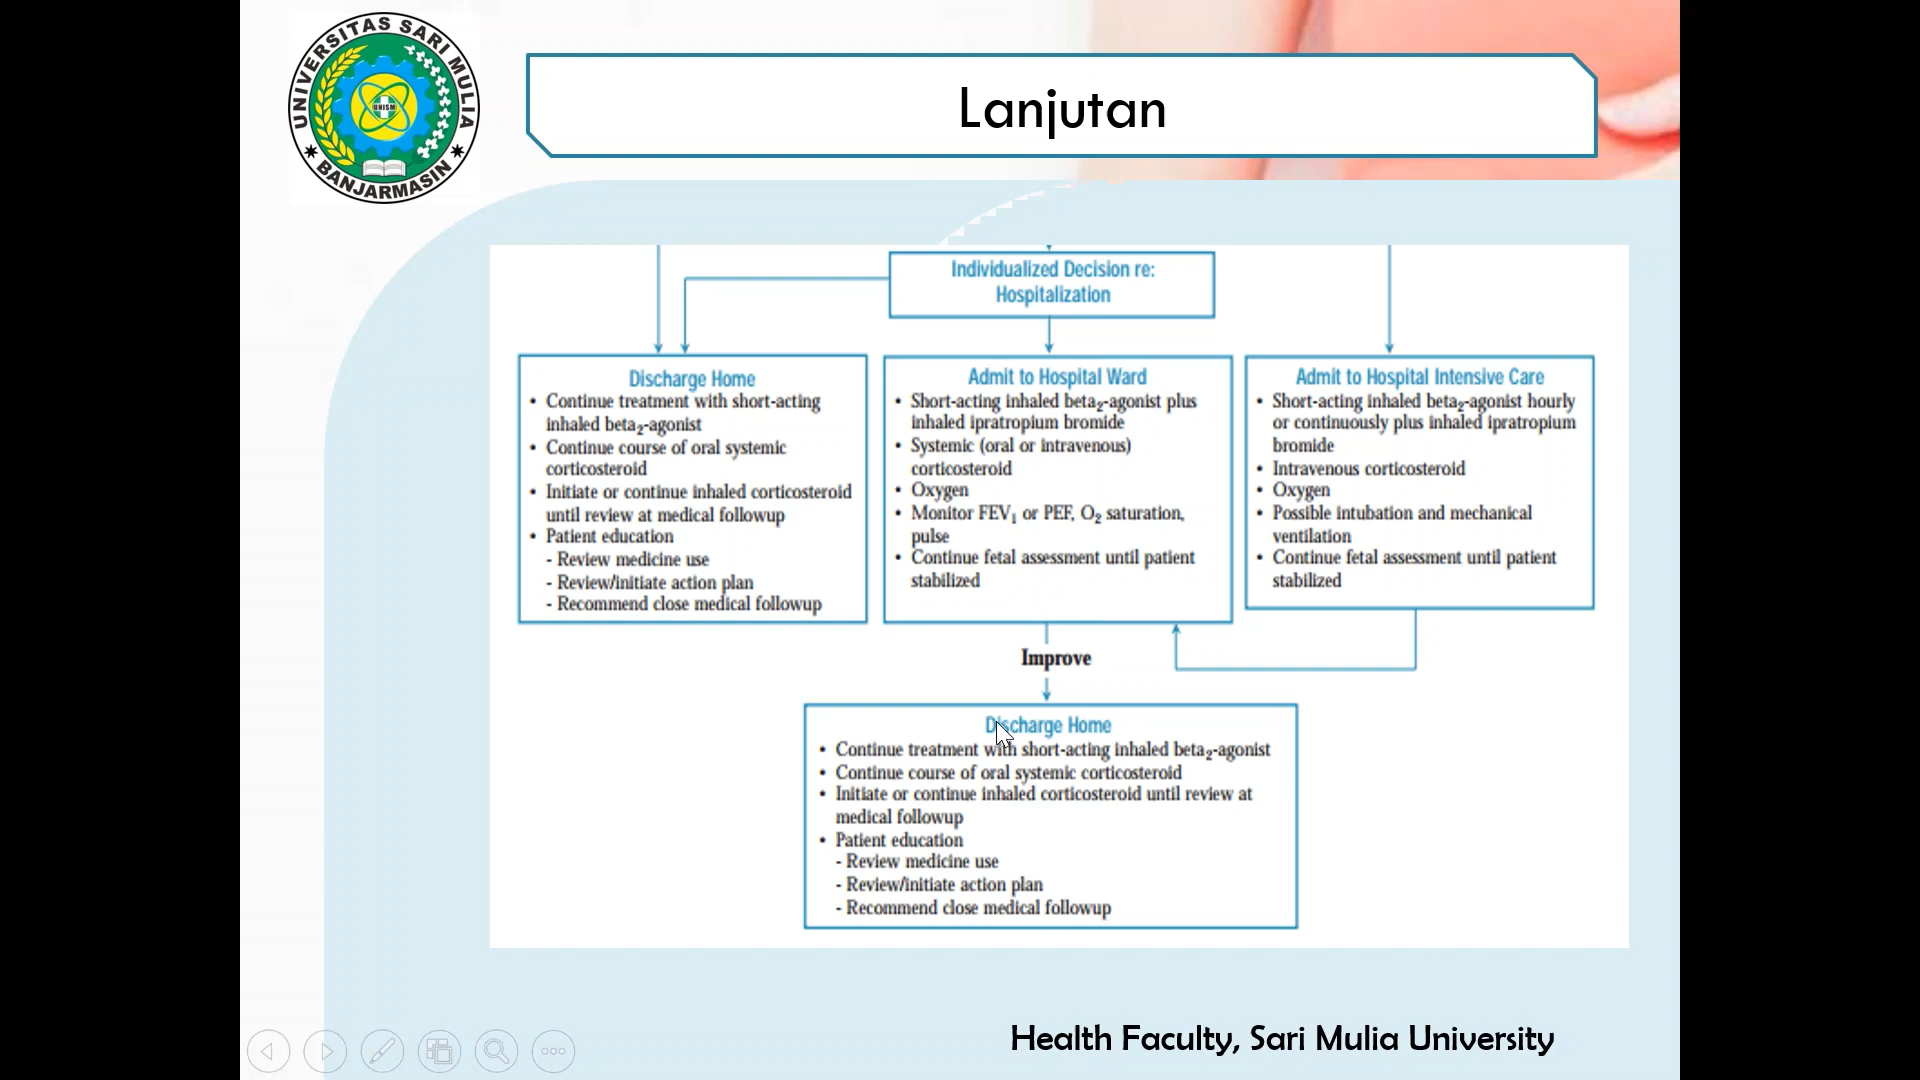 UNIVERSITAS SARI MULIA
UNISM
BANJARMASIN
Lanjutan
Individualized Decision re:
Hospitalization
Discharge Home
• Continue treatment with short-acting
inhaled beta₂-agonist
• Continue course of oral systemic
corticosteroid
• Initiate or continue inhaled corticosteroid
until review at medical followup
• Patient education
- Review medicine use
- Review/initiate action plan
- Recommend close medical followup
Admit to Hospital Ward
• Short-acting inhaled beta₂-agonist plus
inhaled ipratropium bromide
• Systemic (oral or intravenous)
corticosteroid
• Oxygen
• Monitor FEV₁ or PEF, O₂ saturation,
pulse
• Continue fetal assessment until patient
stabilized
Admit to Hospital Intensive Care
• Short-acting inhaled beta₂-agonist hourly
or continuously plus inhaled ipratropium
bromide
• Intravenous corticosteroid
• Oxygen
• Possible intubation and mechanical
ventilation
• Continue fetal assessment until patient
stabilized
Improve
Discharge Home
• Continue treatment with short-acting inhaled beta₂-agonist
• Continue course of oral systemic corticosteroid
• Initiate or continue inhaled corticosteroid until review at
medical followup
• Patient education
- Review medicine use
- Review/initiate action plan
- Recommend close medical followup
Health Faculty, Sari Mulia University